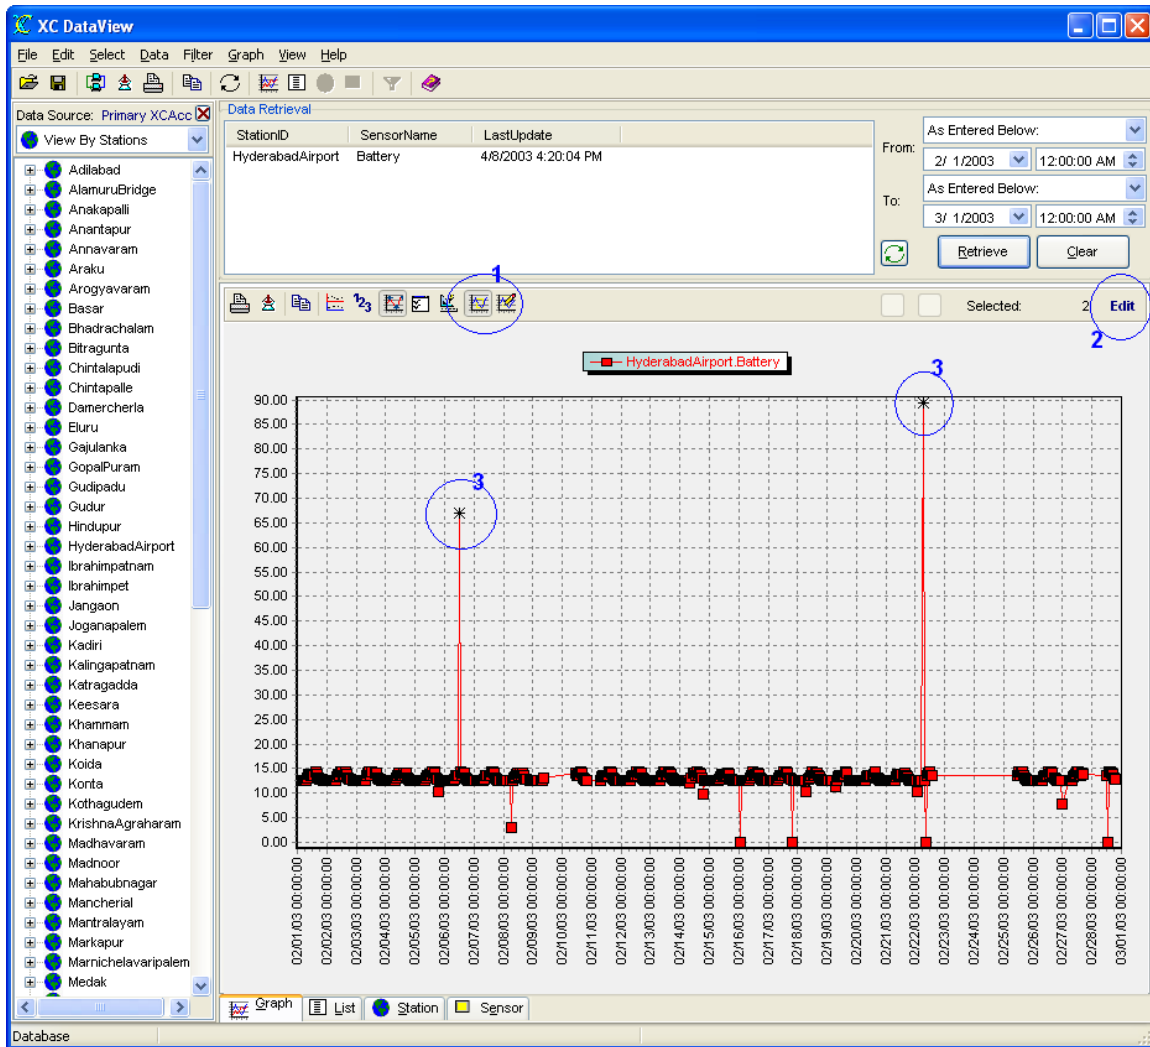 XC DataView
File Edit Select Data Filter Graph View Help
Data Source: Primary XCAcc
View By Stations
Adilabad
AlamuruBridge
Anakapalli
Anantapur
Annavaram
Araku
Arogyavaram
Basar
Bhadrachalam
Bitragunta
Chintalapudi
Chintapalle
Damercherla
Eluru
Gajulanka
GopalPuram
Gudipadu
Gudur
Hindupur
HyderabadAirport
Ibrahimpatnam
Ibrahimpet
Jangaon
Joganapalem
Kadiri
Kalingapatnam
Katragadda
Keesara
Khammam
Khanapur
Koida
Konta
Kothagudem
KrishnaAgraharam
Madhavaram
Madnoor
Mahabubnagar
Mancherial
Mantralayam
Markapur
Marnichelavaripalem
Medak
Data Retrieval
StationID SensorName LastUpdate
HyderabadAirport Battery 4/8/2003 4:20:04 PM
From:
As Entered Below:
2/ 1/2003 12:00:00 AM
To:
As Entered Below:
3/ 1/2003 12:00:00 AM
Retrieve Clear
1
123
Selected: 2 Edit
2
HyderabadAirport.Battery
3
3
90.00
85.00
80.00
75.00
70.00
65.00
60.00
55.00
50.00
45.00
40.00
35.00
30.00
25.00
20.00
15.00
10.00
5.00
0.00
02/01/03 00:00:00
02/02/03 00:00:00
02/03/03 00:00:00
02/04/03 00:00:00
02/05/03 00:00:00
02/06/03 00:00:00
02/07/03 00:00:00
02/08/03 00:00:00
02/09/03 00:00:00
02/10/03 00:00:00
02/11/03 00:00:00
02/12/03 00:00:00
02/13/03 00:00:00
02/14/03 00:00:00
02/15/03 00:00:00
02/16/03 00:00:00
02/17/03 00:00:00
02/18/03 00:00:00
02/19/03 00:00:00
02/20/03 00:00:00
02/21/03 00:00:00
02/22/03 00:00:00
02/23/03 00:00:00
02/24/03 00:00:00
02/25/03 00:00:00
02/26/03 00:00:00
02/27/03 00:00:00
02/28/03 00:00:00
03/01/03 00:00:00
Graph List Station Sensor
Database